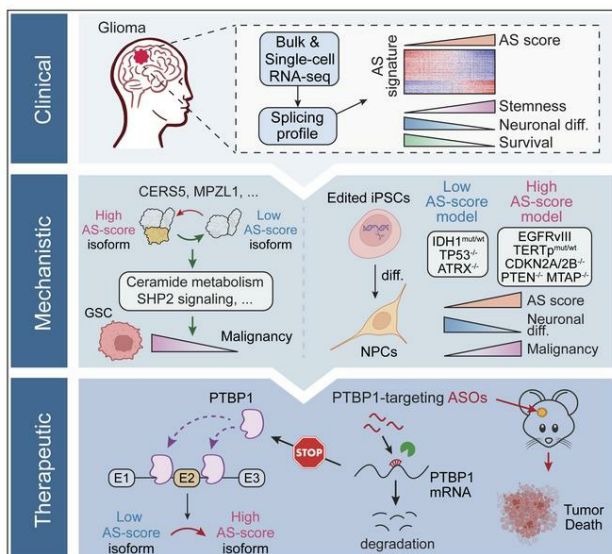 Clinical
Glioma
Bulk &
Single-cell
RNA-seq
Splicing
profile
AS
signature
AS score
Stemness
Neuronal diff.
Survival
Mechanistic
CERS5, MPZL1, ...
High
AS-score
isoform
Low
AS-score
isoform
Ceramide metabolism
SHP2 signaling, ...
GSC
Malignancy
Edited iPSCs
diff.
NPCs
Low
AS-score
model
High
AS-score
model
IDH1mut/wt
TP53-/-
ATRX-/-
EGFRvIII
TERTpmut/wt
CDKN2A/2B-/-
PTEN-/- MTAP-/-
AS score
Neuronal
diff.
Malignancy
Therapeutic
PTBP1
E1
E2
E3
Low
AS-score
isoform
High
AS-score
isoform
STOP
PTBP1-targeting ASOs
PTBP1
mRNA
degradation
Tumor
Death